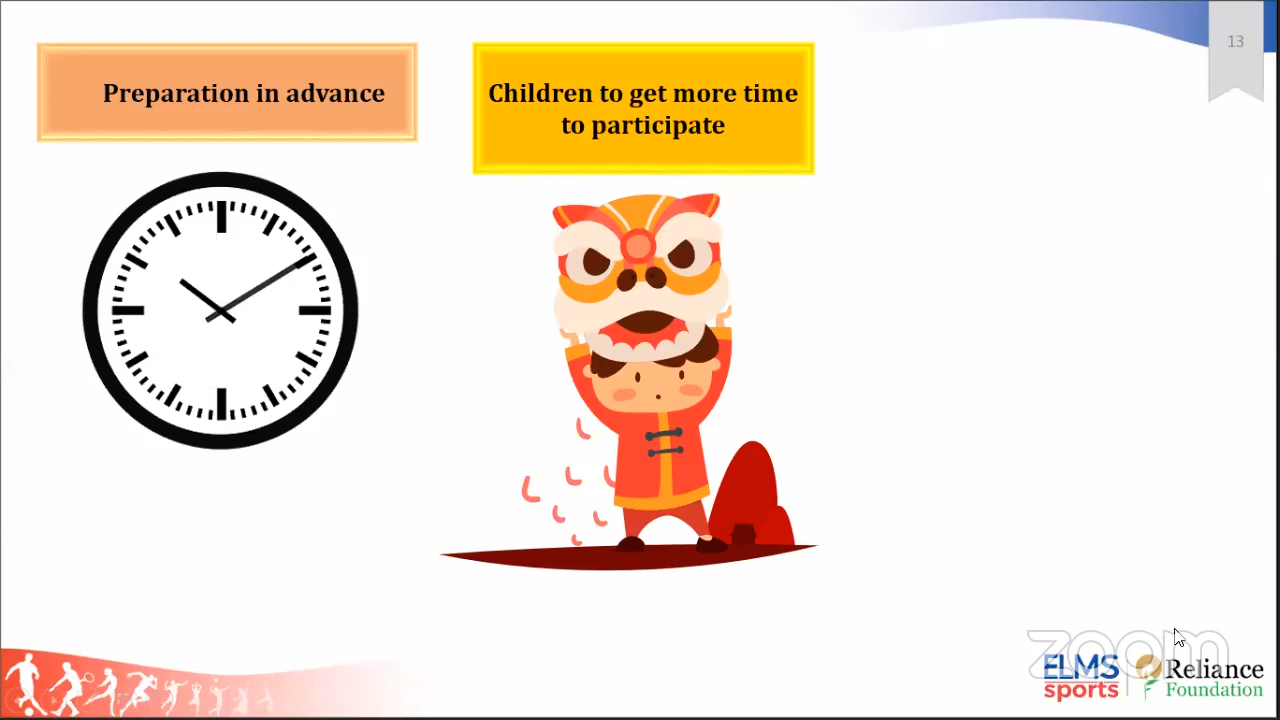 13
Preparation in advance
Children to get more time
to participate
zoom
ELMS
sports
Reliance
Foundation